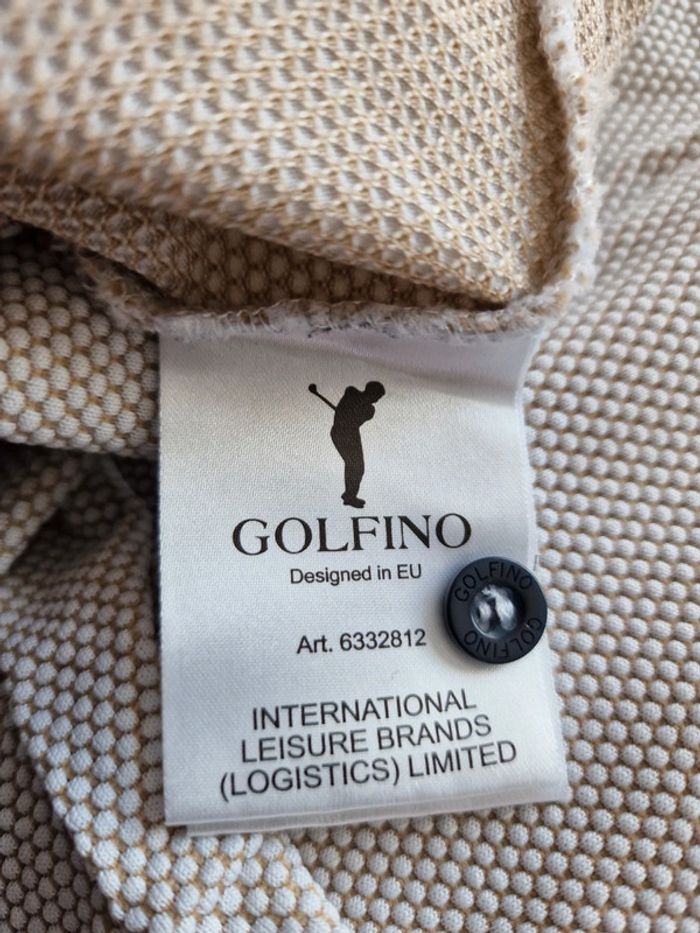 GOLFINO
Designed in EU
GOLFINO
GOLFINO
Art. 6332812
INTERNATIONAL
LEISURE BRANDS
(LOGISTICS) LIMITED